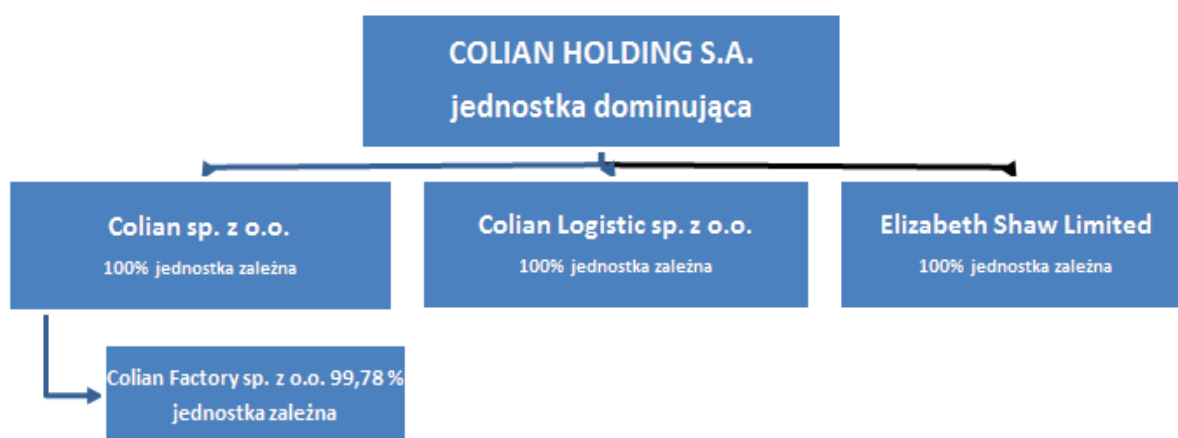 COLIAN HOLDING S.A.
jednostka dominująca
Colian sp. z o.o.
100% jednostka zależna
Colian Logistic sp. z o.o.
100% jednostka zależna
Elizabeth Shaw Limited
100% jednostka zależna
Colian Factory sp. z o.o. 99,78 %
jednostka zależna